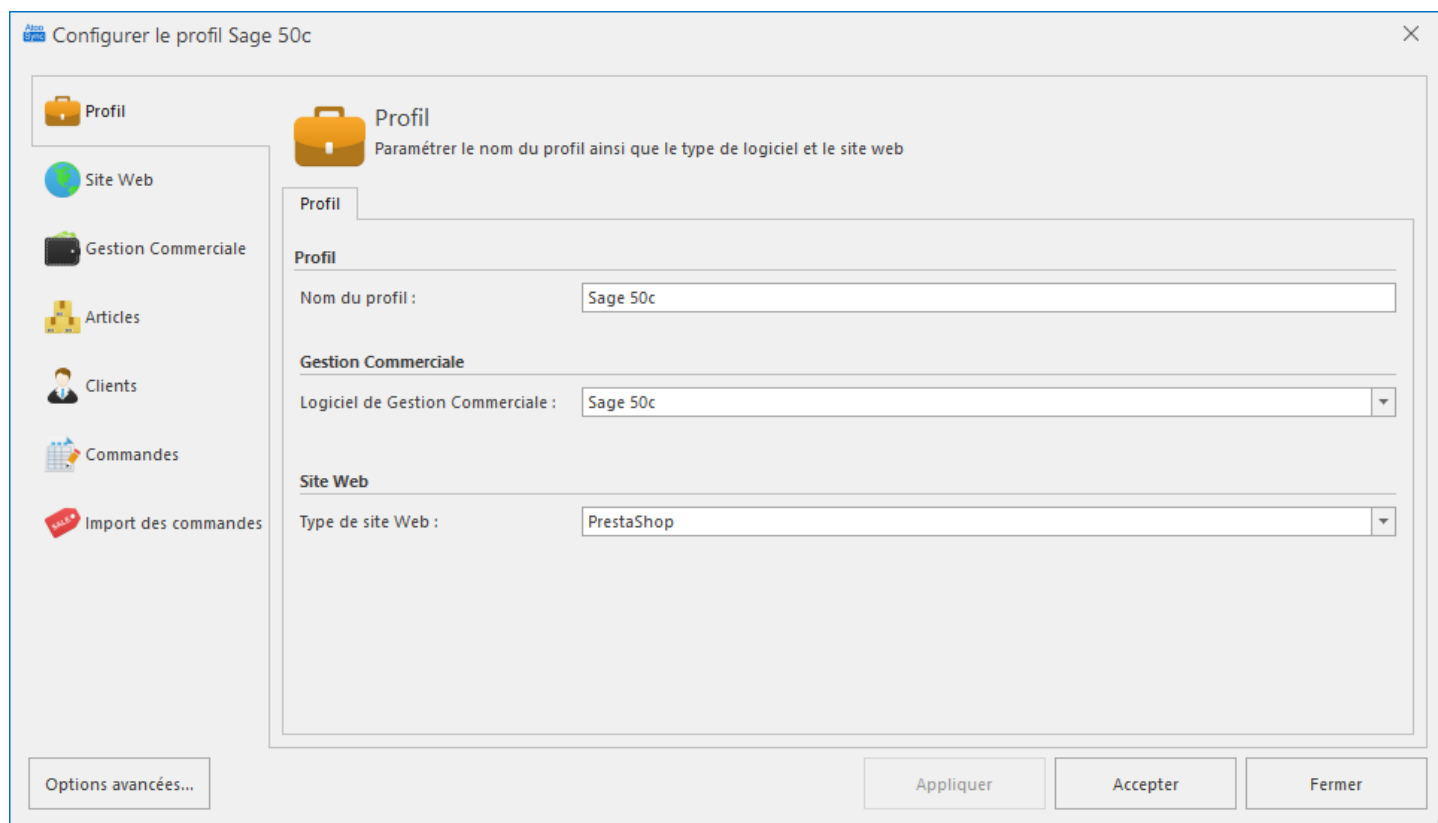 Aton Sync Configurer le profil Sage 50c
Profil
Site Web
Gestion Commerciale
Articles
Clients
Commandes
SALE Import des commandes
Profil
Paramétrer le nom du profil ainsi que le type de logiciel et le site web
Profil
Profil
Nom du profil : Sage 50c
Gestion Commerciale
Logiciel de Gestion Commerciale : Sage 50c
Site Web
Type de site Web : PrestaShop
Options avancées... Appliquer Accepter Fermer